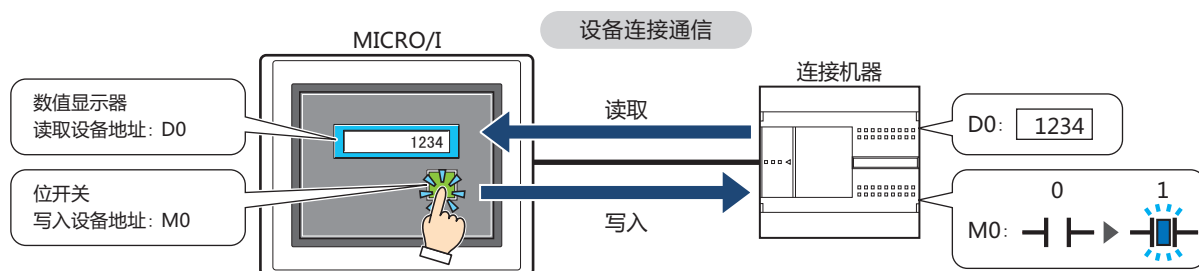 设备连接通信
MICRO/I
连接机器
数值显示器
读取设备地址: D0
读取
D0: 1234
1234
位开关
写入设备地址: M0
写入
0 1
M0: